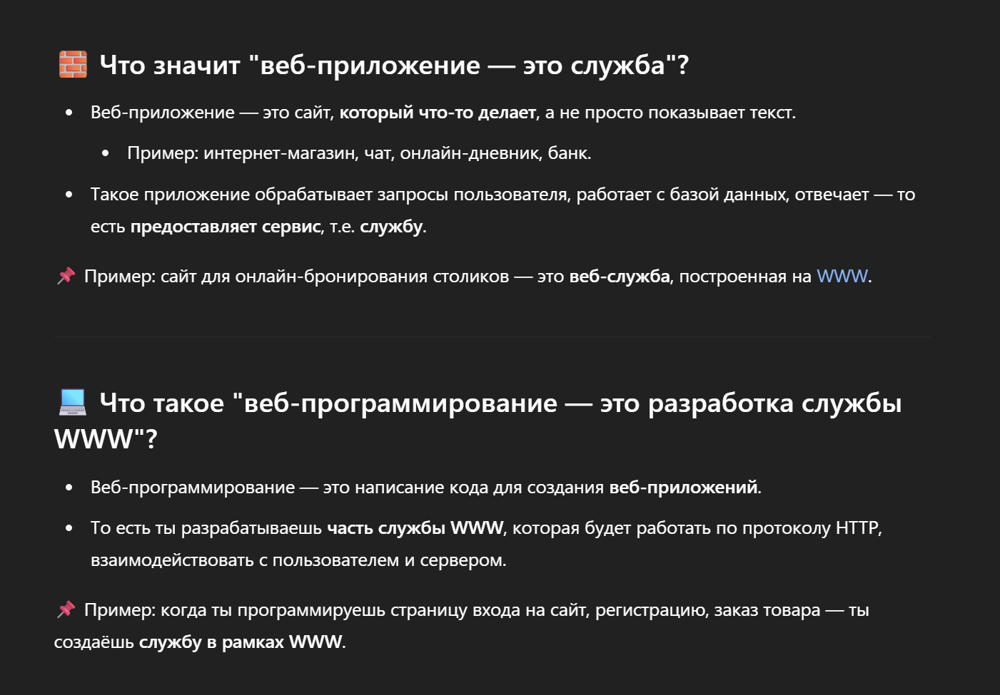 🧱 Что значит "веб-приложение — это служба"?
• Веб-приложение — это сайт, который что-то делает, а не просто показывает текст.
• Пример: интернет-магазин, чат, онлайн-дневник, банк.
• Такое приложение обрабатывает запросы пользователя, работает с базой данных, отвечает — то
есть предоставляет сервис, т.е. службу.
📌 Пример: сайт для онлайн-бронирования столиков — это веб-служба, построенная на WWW.
💻 Что такое "веб-программирование — это разработка службы
WWW"?
• Веб-программирование — это написание кода для создания веб-приложений.
• То есть ты разрабатываешь часть службы WWW, которая будет работать по протоколу HTTP,
взаимодействовать с пользователем и сервером.
📌 Пример: когда ты программируешь страницу входа на сайт, регистрацию, заказ товара — ты
создаёшь службу в рамках WWW.